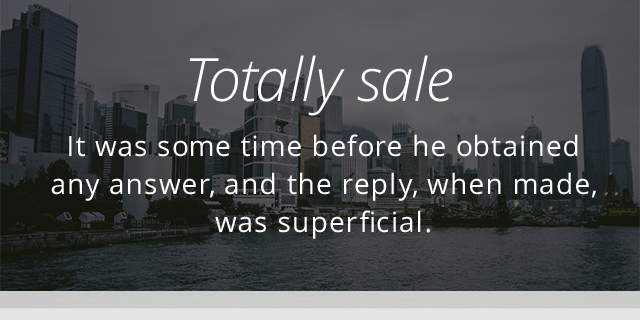 Totally sale
It was some time before he obtained
any answer, and the reply, when made,
was superficial.